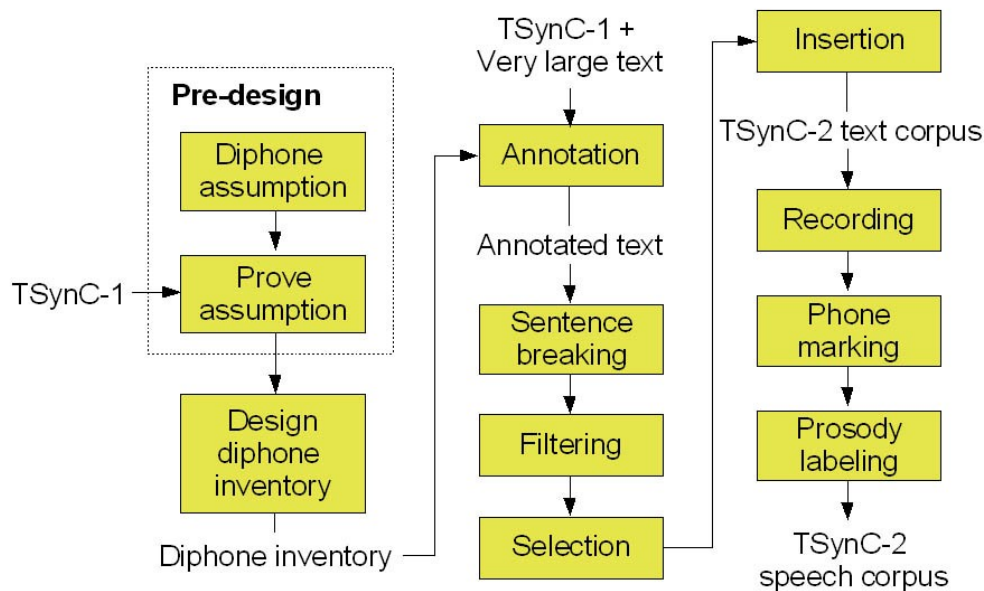 Pre-design
Diphone
assumption
TSynC-1
Prove
assumption
Design
diphone
inventory
Diphone inventory
TSynC-1 +
Very large text
Annotation
Annotated text
Sentence
breaking
Filtering
Selection
Insertion
TSynC-2 text corpus
Recording
Phone
marking
Prosody
labeling
TSynC-2
speech corpus